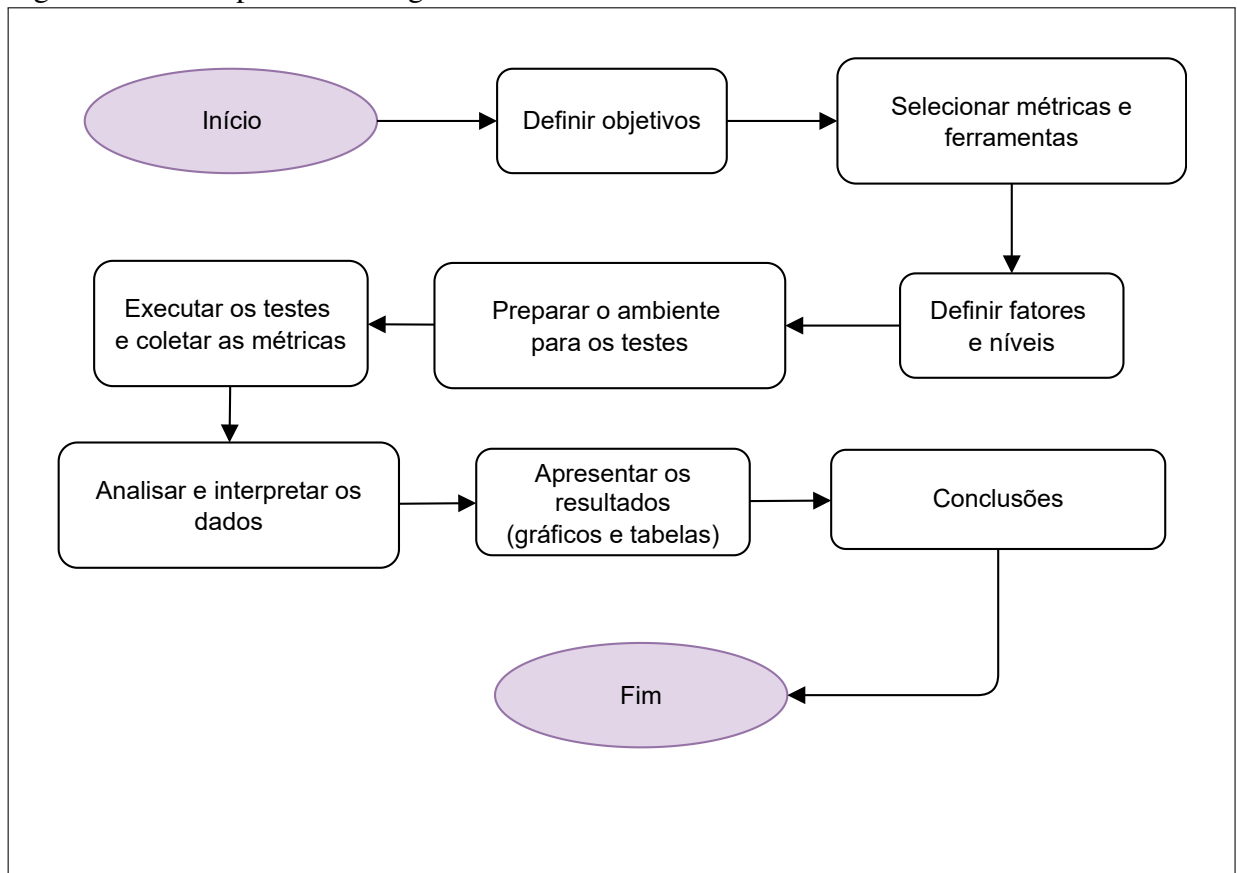 Início
Definir objetivos
Selecionar métricas e
ferramentas
Definir fatores
e níveis
Preparar o ambiente
para os testes
Executar os testes
e coletar as métricas
Analisar e interpretar os
dados
Apresentar os
resultados
(gráficos e tabelas)
Conclusões
Fim